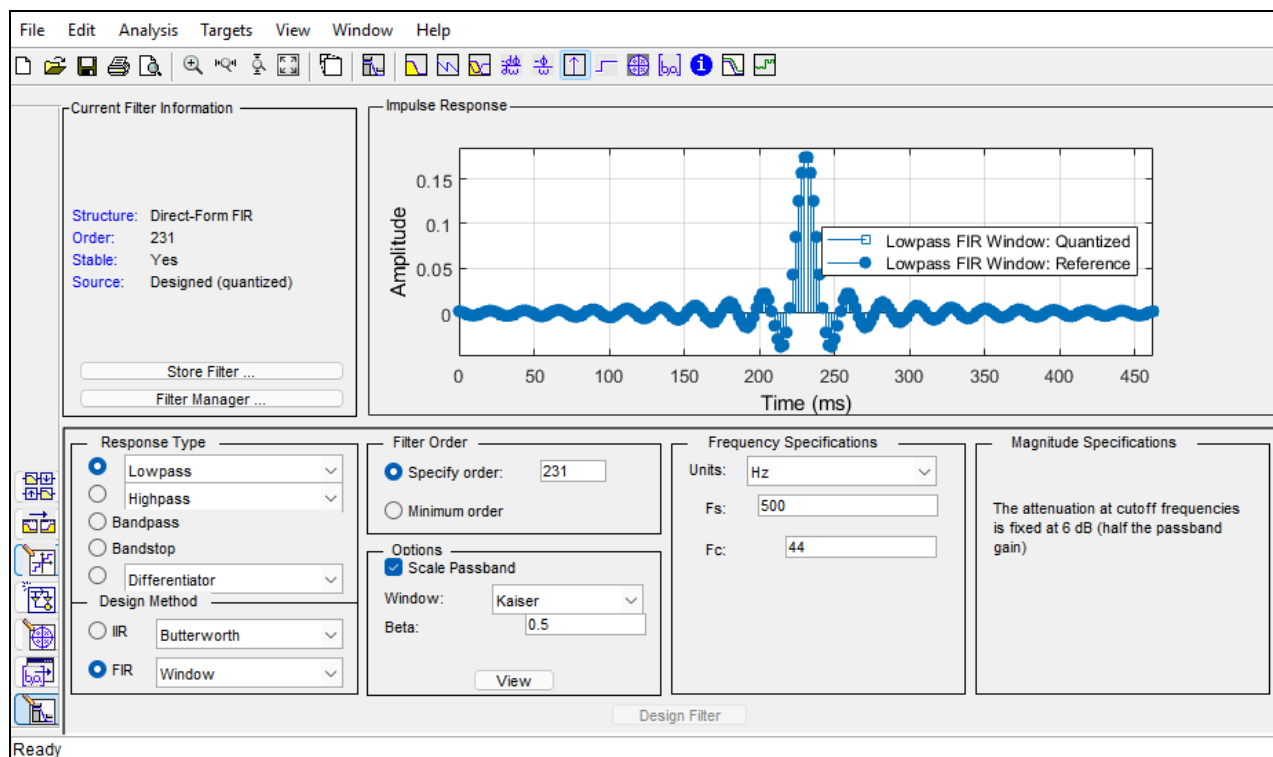 File Edit Analysis Targets View Window Help
Current Filter Information
Structure: Direct-Form FIR
Order: 231
Stable: Yes
Source: Designed (quantized)
Store Filter ...
Filter Manager ...
Impulse Response
Amplitude
0.15
0.1
0.05
0
Lowpass FIR Window: Quantized
Lowpass FIR Window: Reference
0 50 100 150 200 250 300 350 400 450
Time (ms)
Response Type
Lowpass
Highpass
Bandpass
Bandstop
Differentiator
Design Method
IIR Butterworth
FIR Window
Filter Order
Specify order: 231
Minimum order
Options
Scale Passband
Window: Kaiser
Beta: 0.5
View
Frequency Specifications
Units: Hz
Fs: 500
Fc: 44
Magnitude Specifications
The attenuation at cutoff frequencies
is fixed at 6 dB (half the passband
gain)
Design Filter
Ready